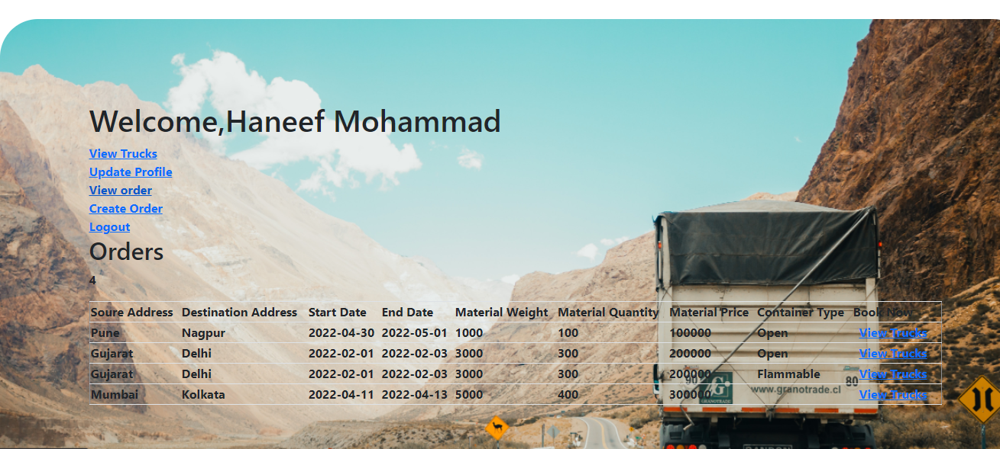 Welcome,Haneef Mohammad
View Trucks
Update Profile
View order
Create Order
Logout
Orders
4
Soure Address Destination Address Start Date End Date Material Weight Material Quantity Material Price Container Type Book Now
Pune Nagpur 2022-04-30 2022-05-01 1000 100 100000 Open View Trucks
Gujarat Delhi 2022-02-01 2022-02-03 3000 300 200000 Open View Trucks
Gujarat Delhi 2022-02-01 2022-02-03 3000 300 200000 Flammable View Trucks
90 G www.granotrade.cl 80
Mumbai Kolkata 2022-04-11 2022-04-13 5000 400 300000 View Trucks
GRANOTRADE